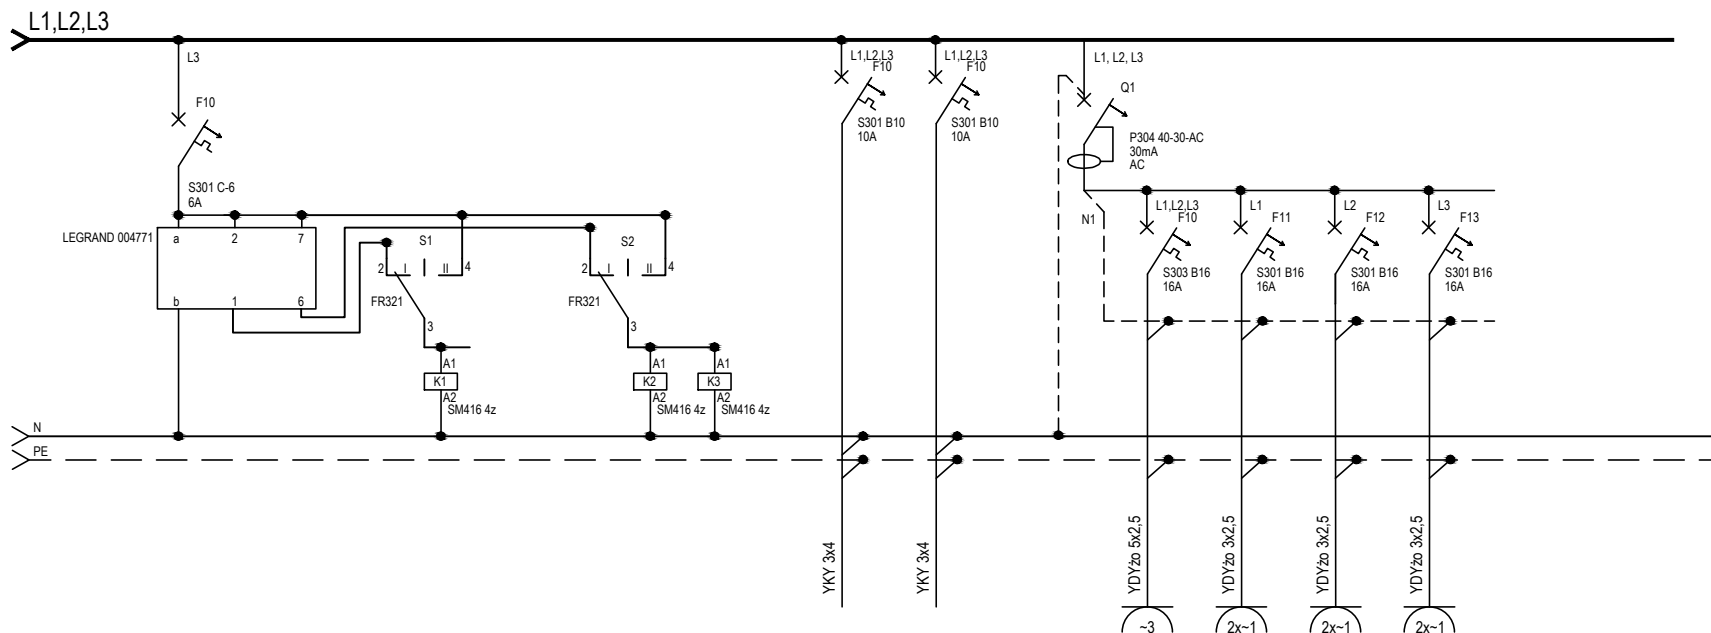 L1,L2,L3
L3
F10
S301 C-6
6A
LEGRAND 004771
a 2 7
b 1 6
S1
2 I II 4
FR321
3
A1
K1
A2
SM416 4z
S2
2 I II 4
FR321
3
A1
K2
A2
SM416 4z
A1
K3
A2
SM416 4z
L1,L2,L3
F10
S301 B10
10A
L1,L2,L3
F10
S301 B10
10A
L1, L2, L3
Q1
P304 40-30-AC
30mA
AC
N1
L1,L2,L3
F10
S303 B16
16A
L1
F11
S301 B16
16A
L2
F12
S301 B16
16A
L3
F13
S301 B16
16A
N
PE
YKY 3x4
YKY 3x4
YDYżo 5x2,5
YDYżo 3x2,5
YDYżo 3x2,5
YDYżo 3x2,5
~3
2x~1
2x~1
2x~1